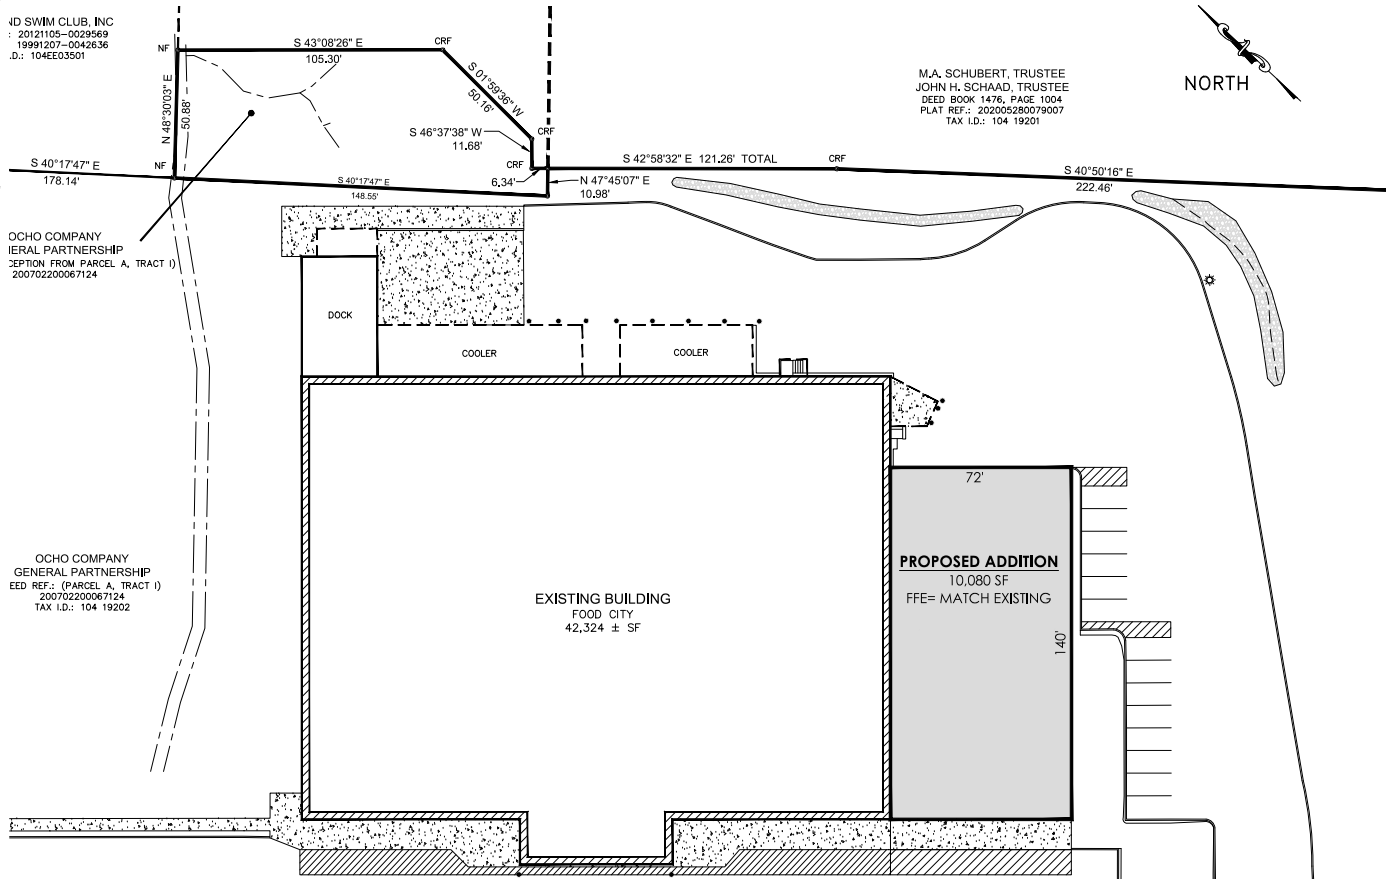 ND SWIM CLUB, INC
: 20121105-0029569
19991207-0042636
.D.: 104EE03501
NF
S 43°08'26" E
105.30'
CRF
N 48°30'03" E
50.88'
S 01°59'36" W
50.16'
S 46°37'38" W
11.68'
CRF
CRF
6.34'
S 42°58'32" E 121.26' TOTAL
CRF
N 47°45'07" E
10.98'
S 40°17'47" E
178.14'
NF
S 40°17'47" E
148.55'
S 40°50'16" E
222.46'
M.A. SCHUBERT, TRUSTEE
JOHN H. SCHAAD, TRUSTEE
DEED BOOK 1476, PAGE 1004
PLAT REF.: 202005280079007
TAX I.D.: 104 19201
NORTH
OCHO COMPANY
NERAL PARTNERSHIP
CEPTION FROM PARCEL A, TRACT I)
200702200067124
DOCK
COOLER
COOLER
OCHO COMPANY
GENERAL PARTNERSHIP
EED REF.: (PARCEL A, TRACT I)
200702200067124
TAX I.D.: 104 19202
EXISTING BUILDING
FOOD CITY
42,324 ± SF
72'
PROPOSED ADDITION
10,080 SF
FFE= MATCH EXISTING
140'